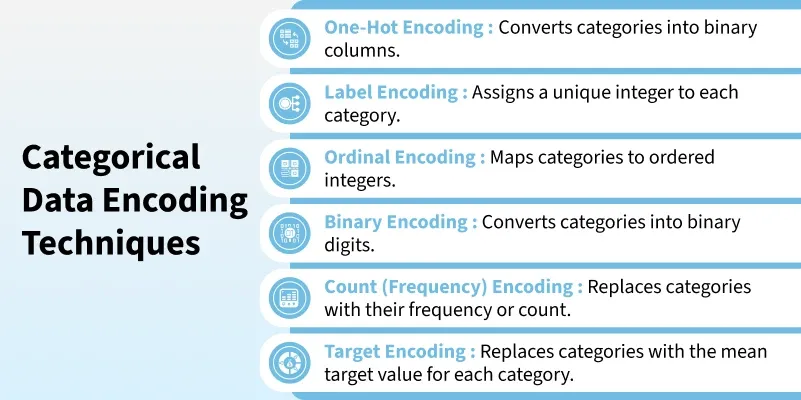 Categorical
Data Encoding
Techniques
One-Hot Encoding : Converts categories into binary
columns.
Label Encoding : Assigns a unique integer to each
category.
Ordinal Encoding : Maps categories to ordered
integers.
Binary Encoding : Converts categories into binary
digits.
Count (Frequency) Encoding : Replaces categories
with their frequency or count.
Target Encoding : Replaces categories with the mean
target value for each category.